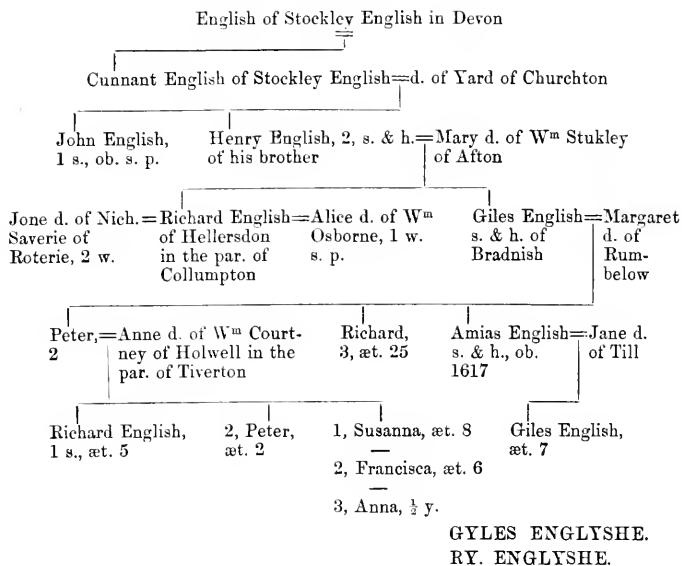 English of Stockley English in Devon
Cunnant English of Stockley English=d. of Yard of Churchton
John English,
1 s., ob. s. p.
Henry English, 2, s. & h.=Mary d. of Wm Stukley
of his brother
of Afton
Jone d. of Nich.=Richard English=Alice d. of Wm
Saverie of
Roterie, 2 w.
of Hellersdon
in the par. of
Collumpton
Osborne, 1 w.
s. p.
Giles English=Margaret
s. & h. of
Bradnish
d. of
Rum-
below
Peter,=Anne d. of Wm Court-
2
ney of Holwell in the
par. of Tiverton
Richard,
3, æt. 25
Amias English=Jane d.
s. & h., ob.
1617
of Till
Richard English,
1 s., æt. 5
2, Peter,
æt. 2
1, Susanna, æt. 8
2, Francisca, æt. 6
3, Anna, ½ y.
Giles English,
æt. 7
GYLES ENGLYSHE.
RY. ENGLYSHE.